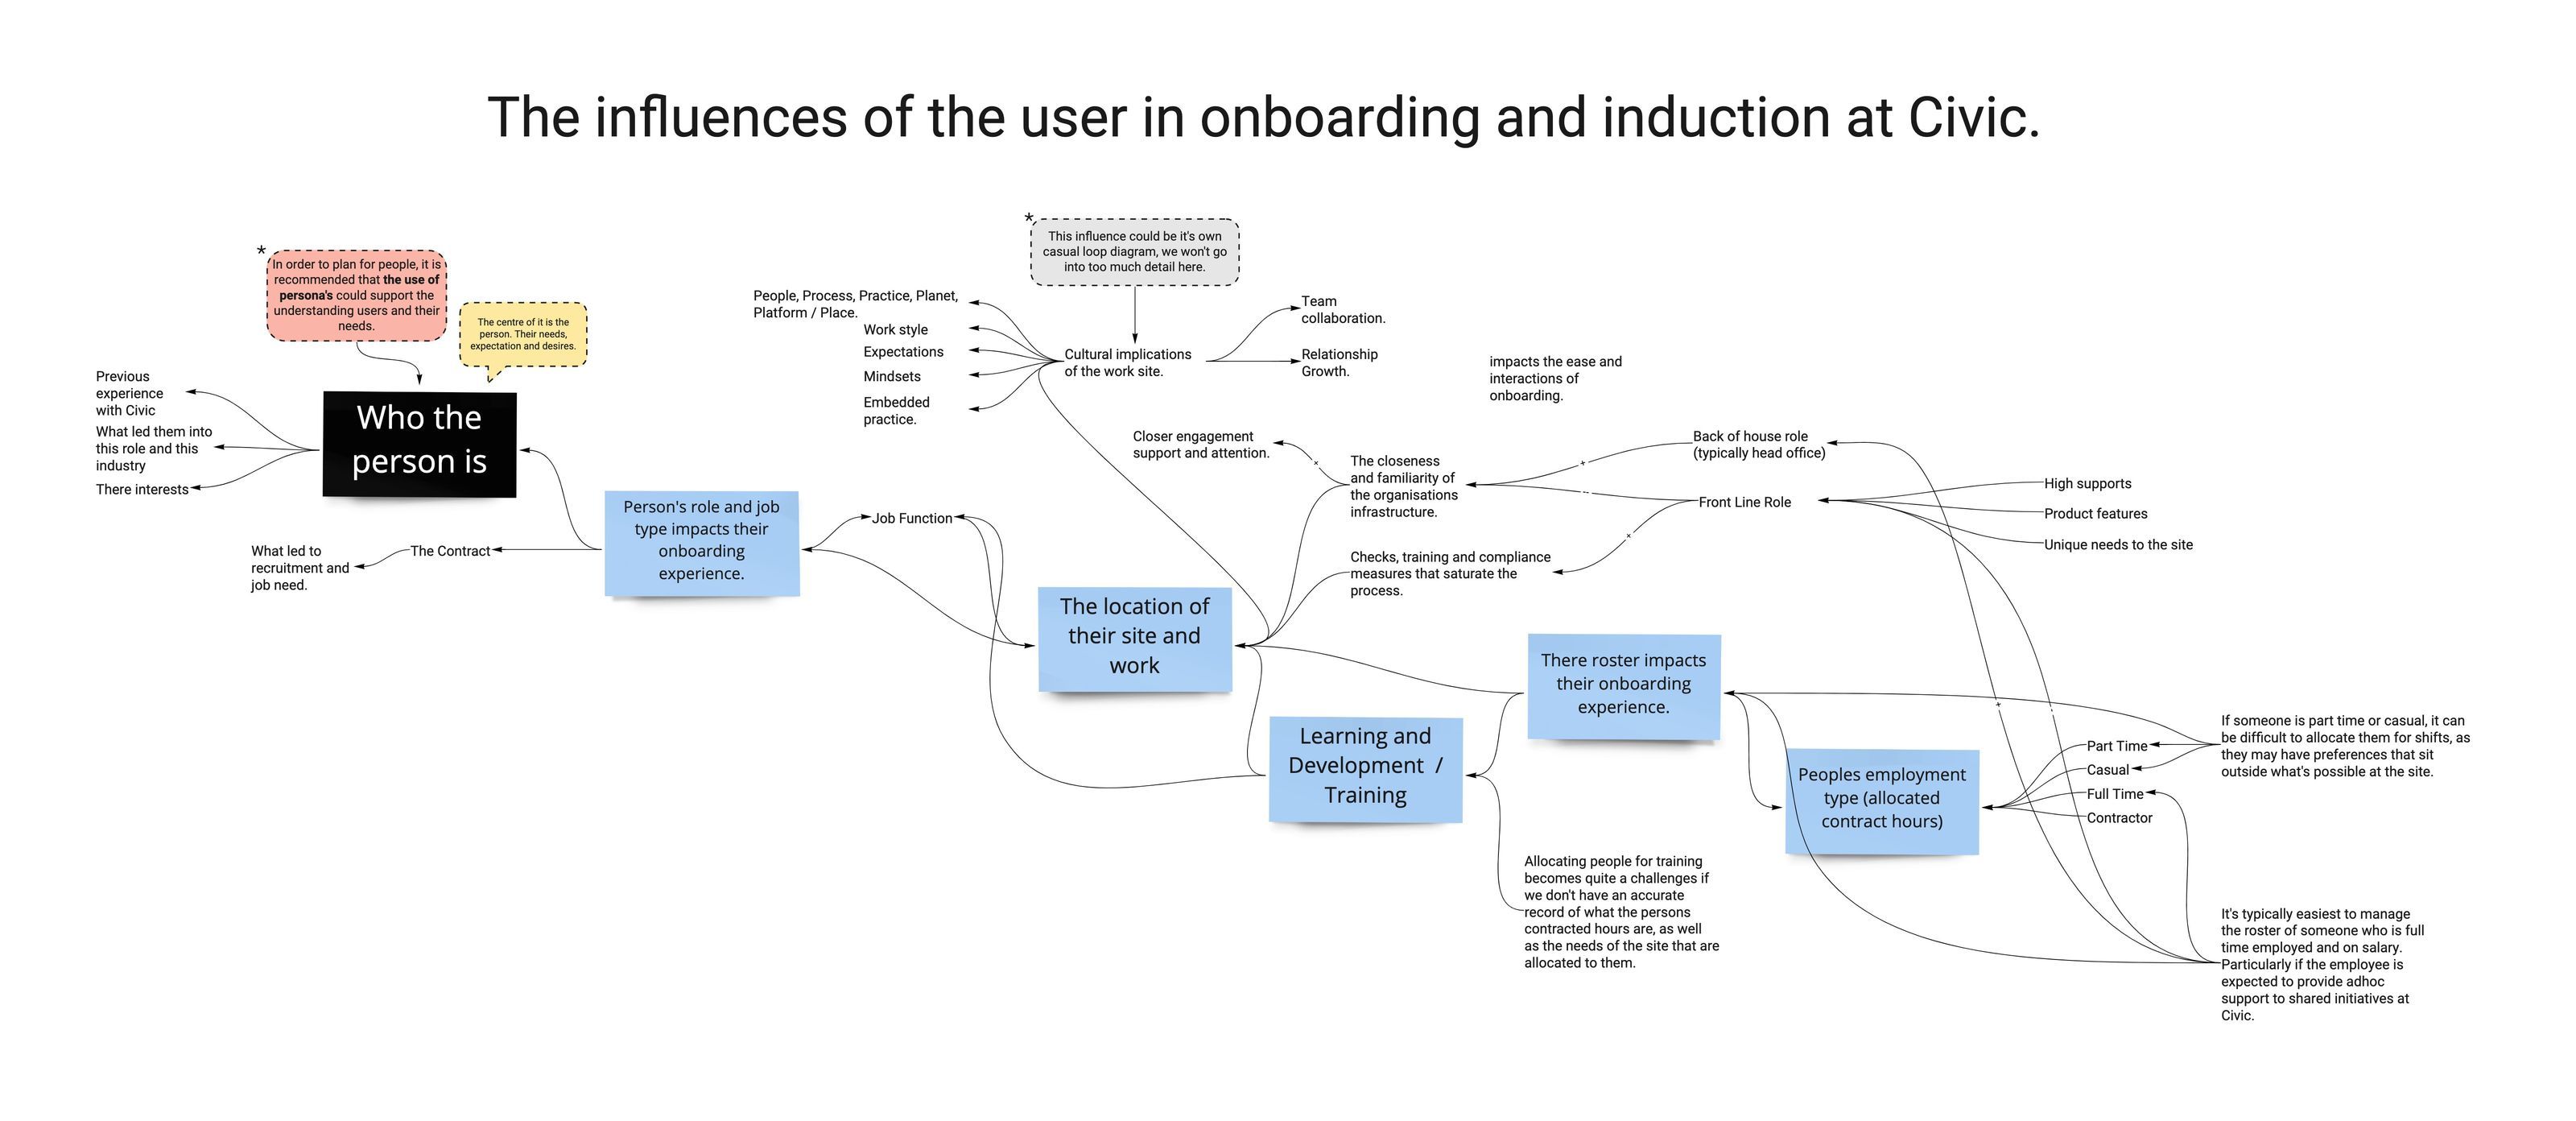 The influences of the user in onboarding and induction at Civic.
*
In order to plan for people, it is
recommended that the use of
persona's could support the
understanding users and their
needs.
The centre of it is the
person. Their needs,
expectation and desires.
Who the
person is
Previous
experience
with Civic
What led them into
this role and this
industry
There interests
What led to
recruitment and
job need.
The Contract
Person's role and job
type impacts their
onboarding
experience.
Job Function
*
This influence could be it's own
casual loop diagram, we won't go
into too much detail here.
People, Process, Practice, Planet,
Platform / Place.
Work style
Expectations
Mindsets
Embedded
practice.
Cultural implications
of the work site.
Team
collaboration.
Relationship
Growth.
impacts the ease and
interactions of
onboarding.
Closer engagement
support and attention.
+
The closeness
and familiarity of
the organisations
infrastructure.
+
--
Back of house role
(typically head office)
Front Line Role
+
High supports
Product features
Unique needs to the site
Checks, training and compliance
measures that saturate the
process.
The location of
their site and
work
There roster impacts
their onboarding
experience.
Learning and
Development / 
Training
Peoples employment
type (allocated
contract hours)
+
-
Part Time
Casual
Full Time
Contractor
If someone is part time or casual, it can
be difficult to allocate them for shifts, as
they may have preferences that sit
outside what's possible at the site.
Allocating people for training
becomes quite a challenges if
we don't have an accurate
record of what the persons
contracted hours are, as well
as the needs of the site that are
allocated to them.
It's typically easiest to manage
the roster of someone who is full
time employed and on salary.
Particularly if the employee is
expected to provide adhoc
support to shared initiatives at
Civic.